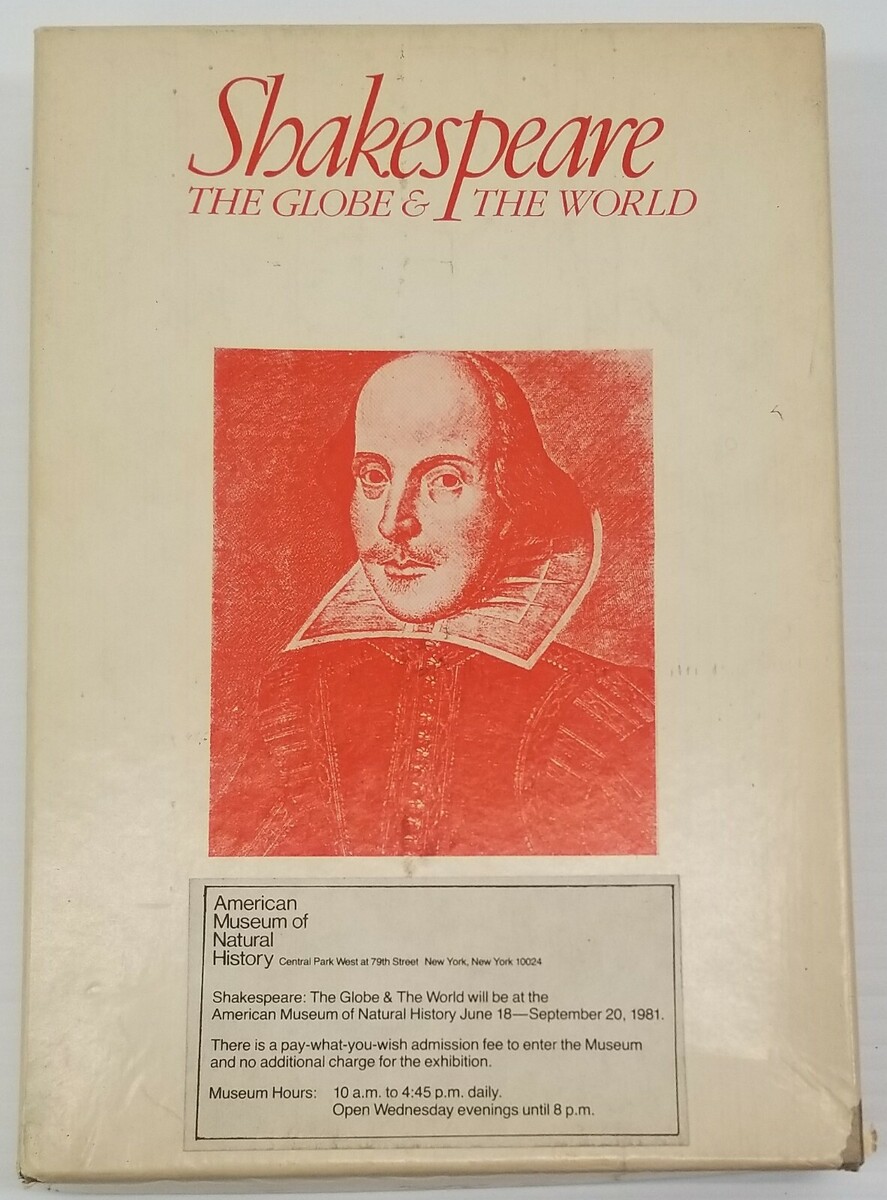 Shakespeare
THE GLOBE & THE WORLD
American
Museum of
Natural
History Central Park West at 79th Street New York, New York 10024
Shakespeare: The Globe & The World will be at the
American Museum of Natural History June 18—September 20, 1981.
There is a pay-what-you-wish admission fee to enter the Museum
and no additional charge for the exhibition.
Museum Hours: 10 a.m. to 4:45 p.m. daily.
Open Wednesday evenings until 8 p.m.